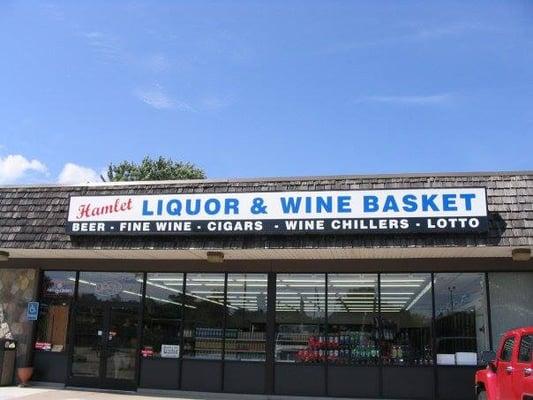 Hamlet LIQUOR & WINE BASKET
BEER - FINE WINE - CIGARS - WINE CHILLERS - LOTTO